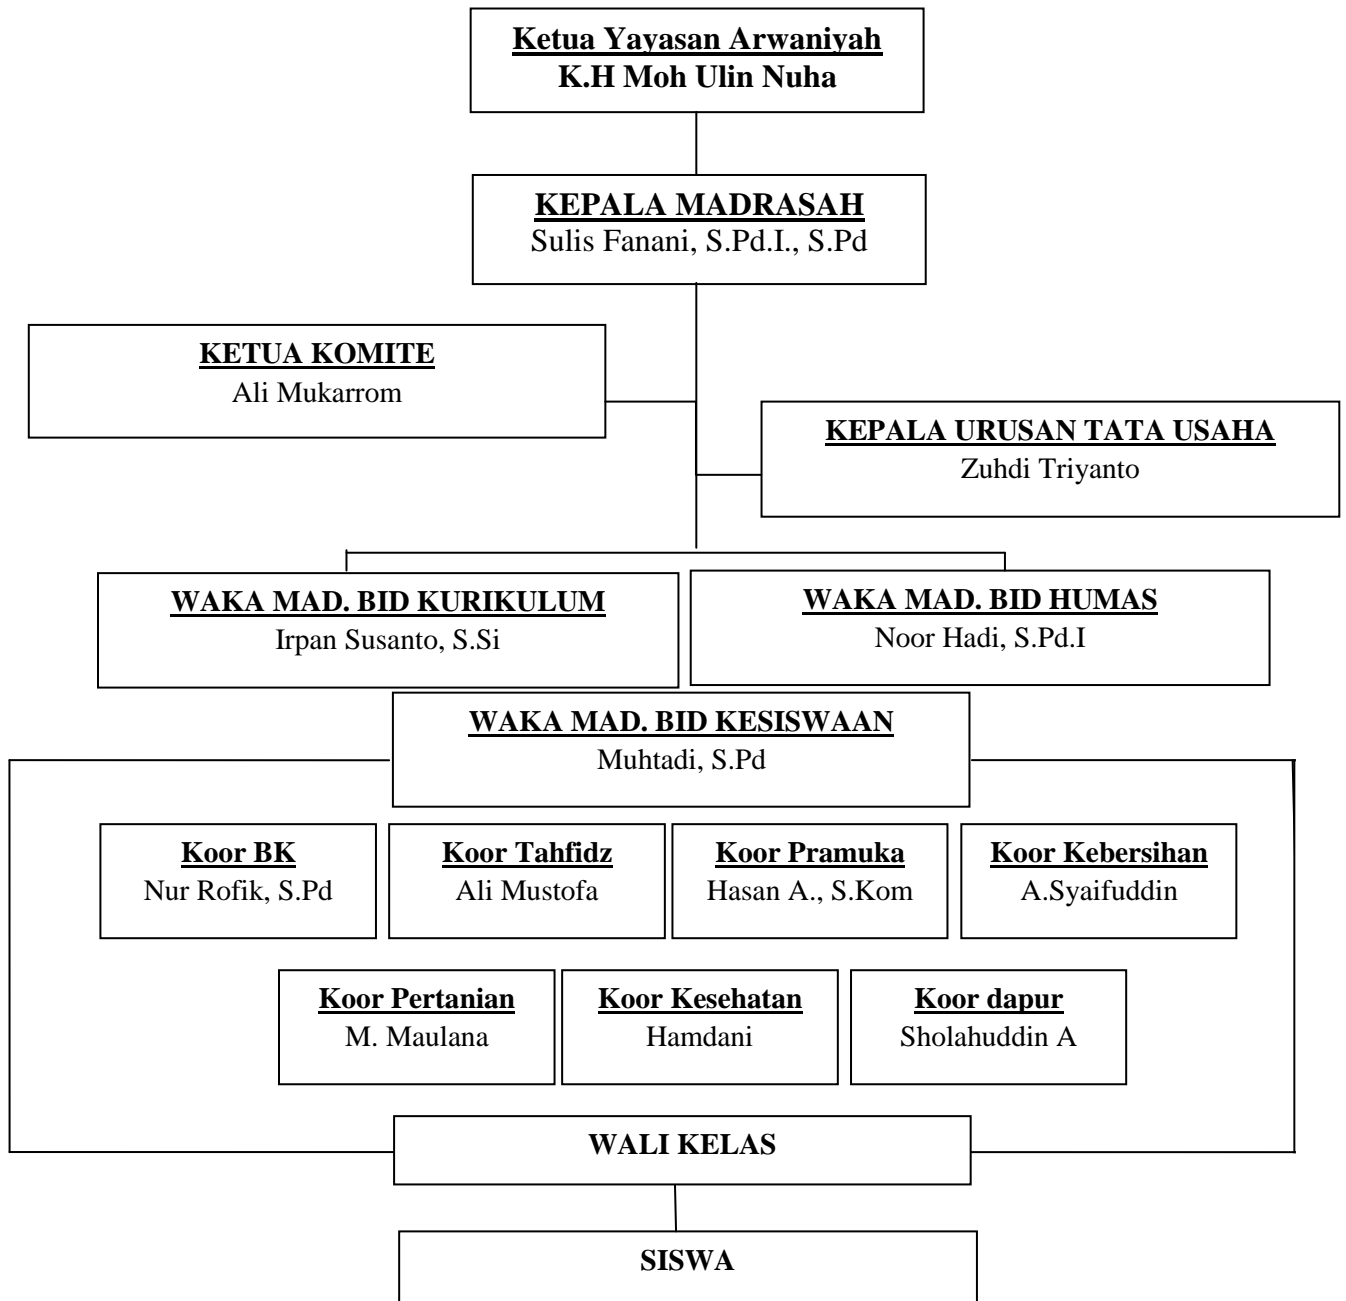 Ketua Yayasan Arwaniyah
K.H Moh Ulin Nuha
KEPALA MADRASAH
Sulis Fanani, S.Pd.I., S.Pd
KETUA KOMITE
Ali Mukarrom
KEPALA URUSAN TATA USAHA
Zuhdi Triyanto
WAKA MAD. BID KURIKULUM
Irpan Susanto, S.Si
WAKA MAD. BID HUMAS
Noor Hadi, S.Pd.I
WAKA MAD. BID KESISWAAN
Muhtadi, S.Pd
Koor BK
Nur Rofik, S.Pd
Koor Tahfidz
Ali Mustofa
Koor Pramuka
Hasan A., S.Kom
Koor Kebersihan
A.Syaifuddin
Koor Pertanian
M. Maulana
Koor Kesehatan
Hamdani
Koor dapur
Sholahuddin A
WALI KELAS
SISWA